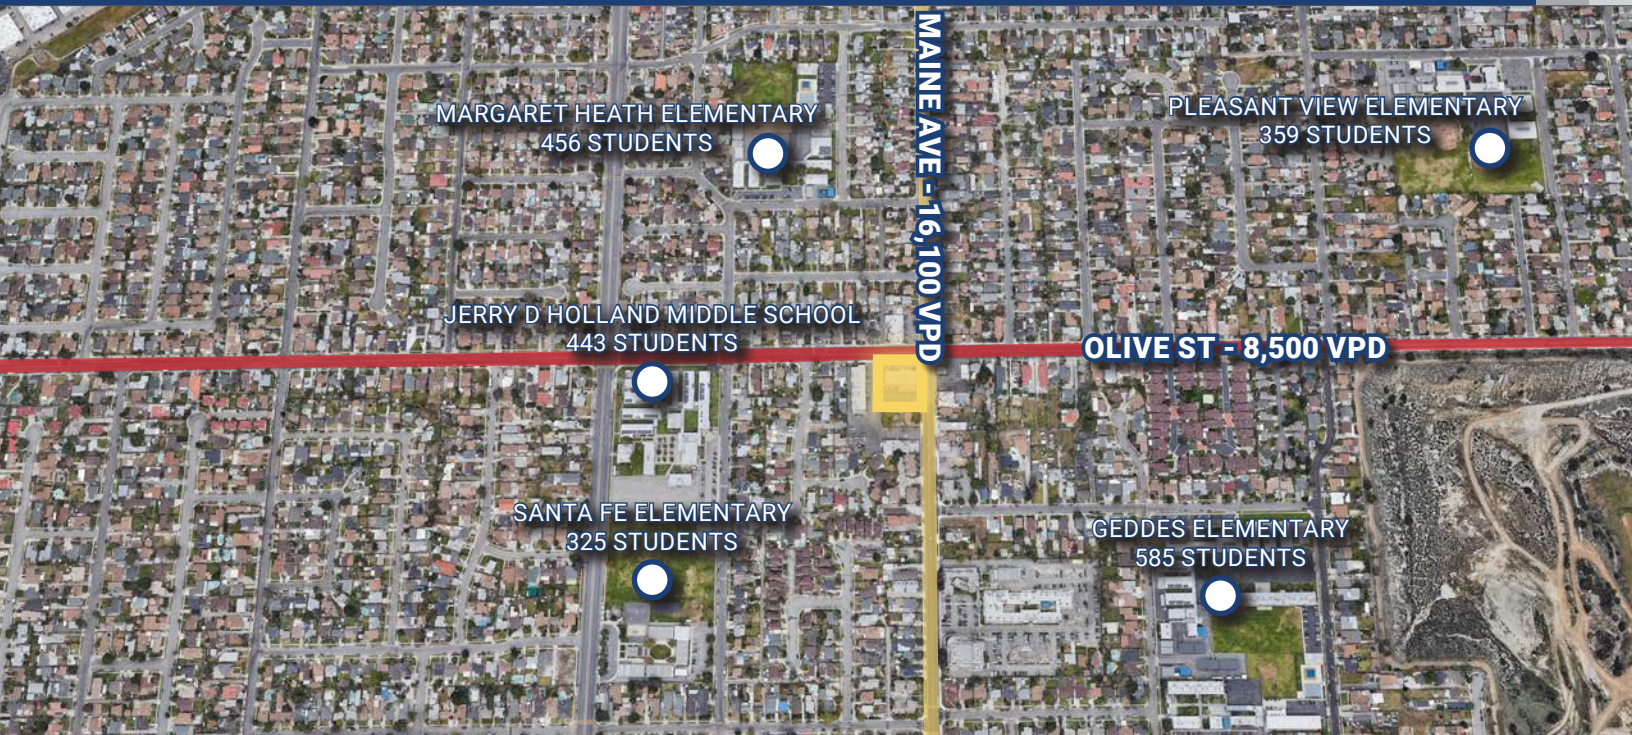 MAINE AVE - 16,100 VPD
MARGARET HEATH ELEMENTARY
456 STUDENTS
PLEASANT VIEW ELEMENTARY
359 STUDENTS
JERRY D HOLLAND MIDDLE SCHOOL
443 STUDENTS
OLIVE ST - 8,500 VPD
SANTA FE ELEMENTARY
325 STUDENTS
GEDDES ELEMENTARY
585 STUDENTS